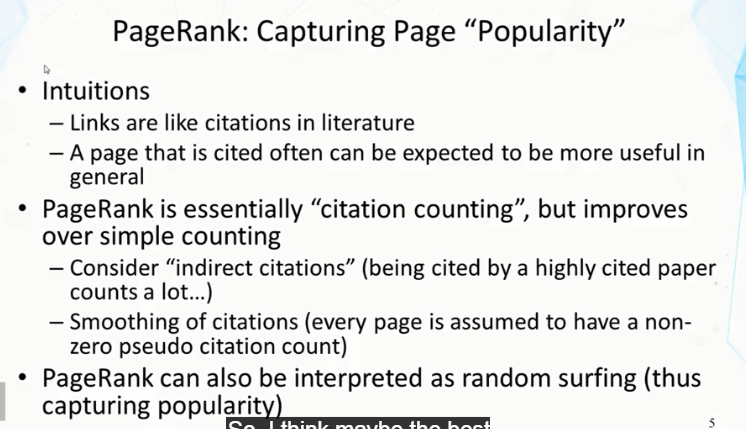 PageRank: Capturing Page “Popularity”
• Intuitions
– Links are like citations in literature
– A page that is cited often can be expected to be more useful in
general
• PageRank is essentially “citation counting”, but improves
over simple counting
– Consider “indirect citations” (being cited by a highly cited paper
counts a lot…)
– Smoothing of citations (every page is assumed to have a non-
zero pseudo citation count)
• PageRank can also be interpreted as random surfing (thus
capturing popularity)
So, I think maybe the best
5